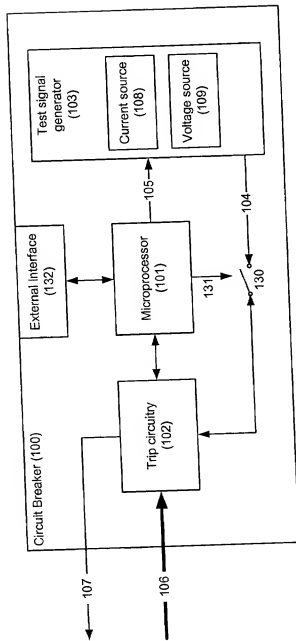 Circuit Breaker (100)
External Interface
(132)
Test signal
generator
(103)
Current source
(108)
Voltage source
(109)
105
104
Microprocessor
(101)
131
130
Trip circuitry
(102)
107
106